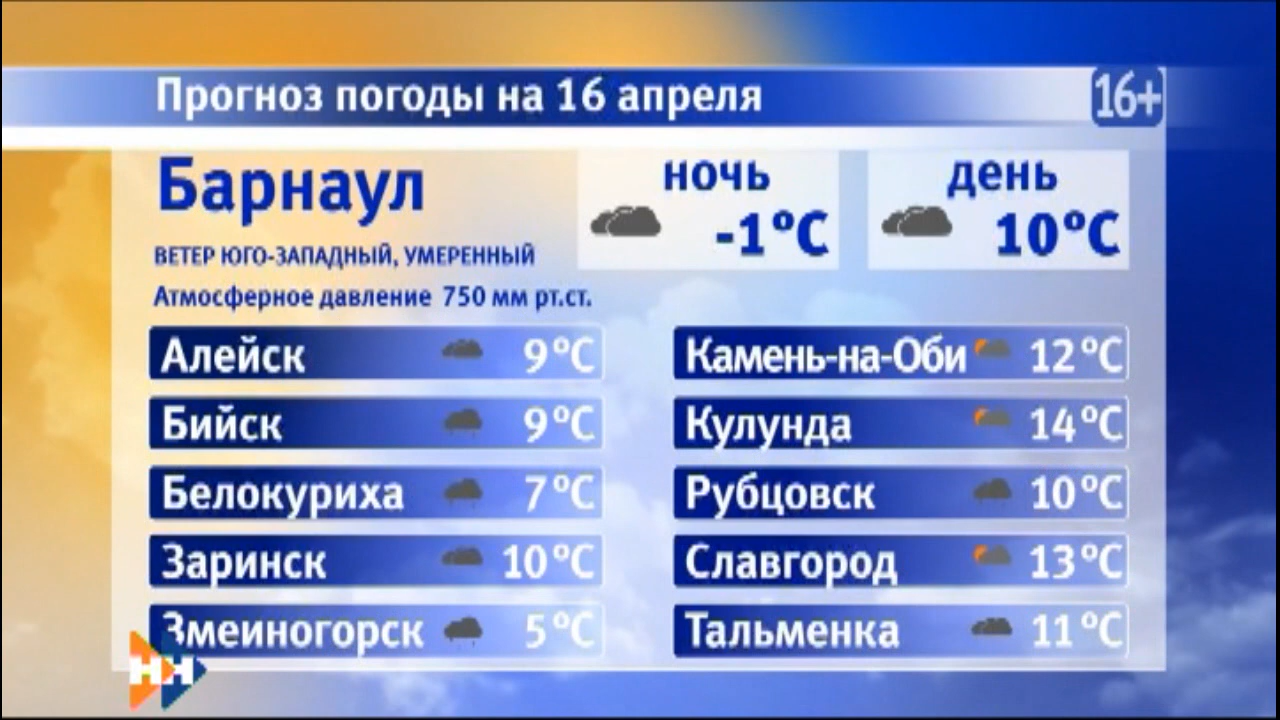 Прогноз погоды на 16 апреля
16+
Барнаул
ночь
-1°C
день
10°C
ВЕТЕР ЮГО-ЗАПАДНЫЙ, УМЕРЕННЫЙ
Атмосферное давление 750 мм рт.ст.
Алейск 9°C
Бийск 9°C
Белокуриха 7°C
Заринск 10°C
Змеиногорск 5°C
Камень-на-Оби 12°C
Кулунда 14°C
Рубцовск 10°C
Славгород 13°C
Тальменка 11°C
НН